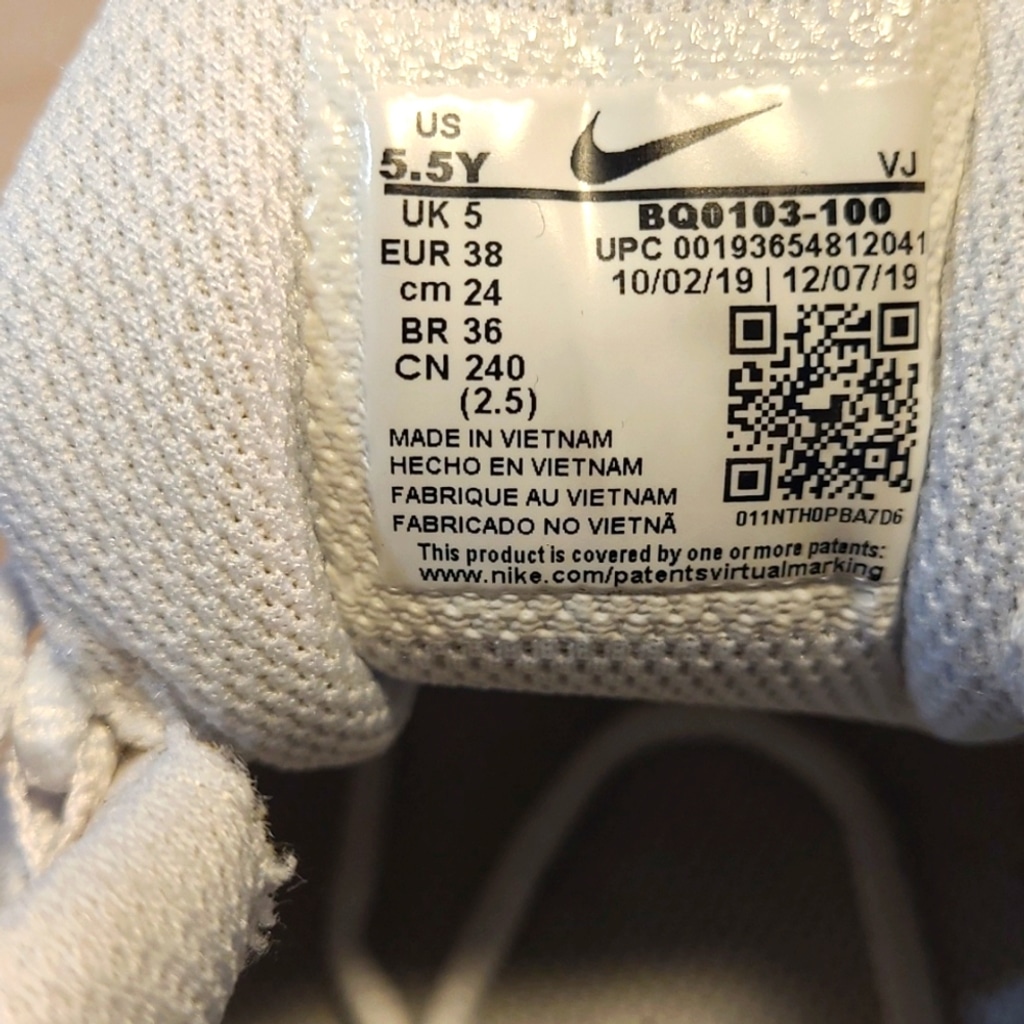 US
5.5Y VJ
UK 5 BQ0103-100
EUR 38 UPC 00193654812041
cm 24 10/02/19 | 12/07/19
BR 36
CN 240
(2.5)
MADE IN VIETNAM
HECHO EN VIETNAM
FABRIQUE AU VIETNAM
FABRICADO NO VIETNÃ
011NTH0PBA7D6
This product is covered by one or more patents:
www.nike.com/patentsvirtualmarking